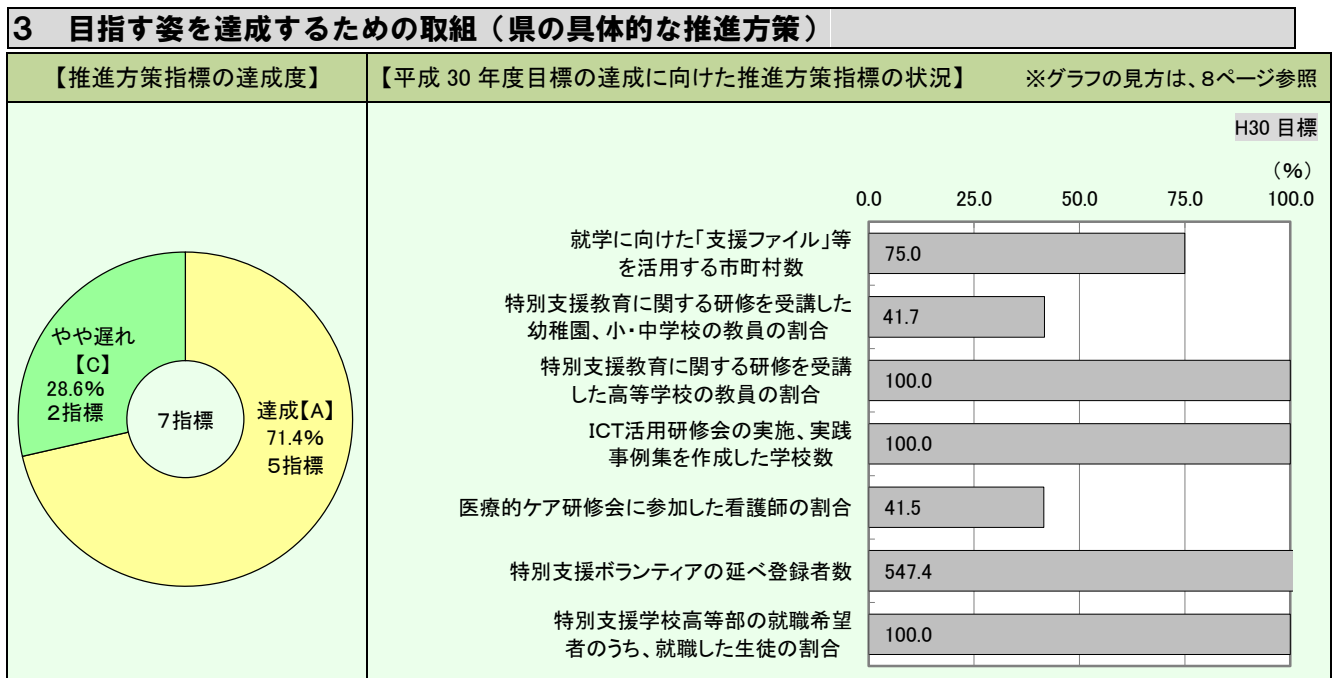 3 目指す姿を達成するための取組（県の具体的な推進方策）
【推進方策指標の達成度】
【平成 30 年度目標の達成に向けた推進方策指標の状況】 ※グラフの見方は、8ページ参照
やや遅れ
【C】
28.6%
2指標
7指標
達成【A】
71.4%
5指標
H30 目標
（%）
0.0 25.0 50.0 75.0 100.0
就学に向けた「支援ファイル」等
を活用する市町村数
75.0
特別支援教育に関する研修を受講した
幼稚園、小・中学校の教員の割合
41.7
特別支援教育に関する研修を受講
した高等学校の教員の割合
100.0
ICT活用研修会の実施、実践
事例集を作成した学校数
100.0
医療的ケア研修会に参加した看護師の割合
41.5
特別支援ボランティアの延べ登録者数
547.4
特別支援学校高等部の就職希望
者のうち、就職した生徒の割合
100.0